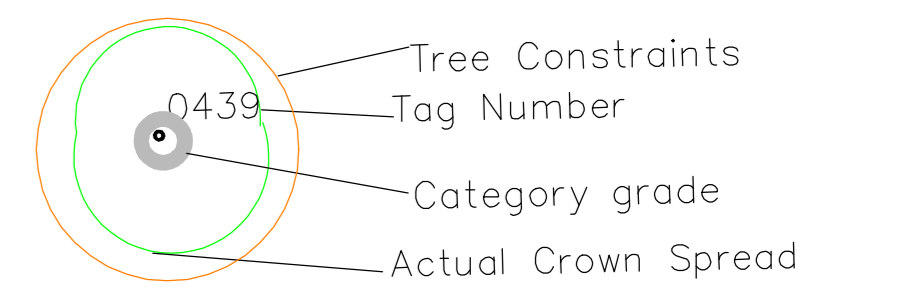 Tree Constraints
0439
Tag Number
Category grade
Actual Crown Spread